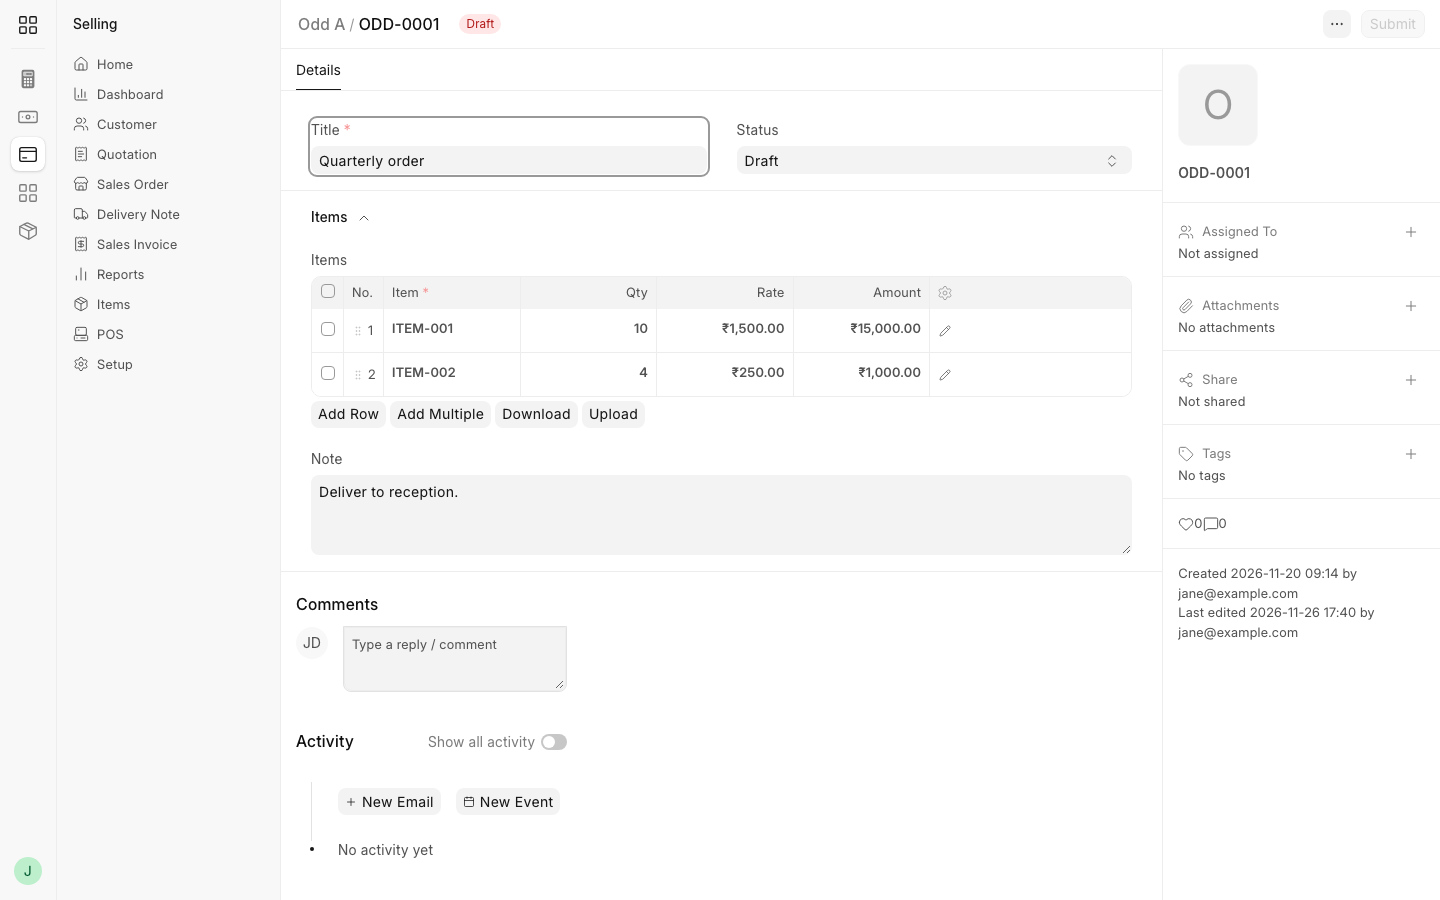 Selling
Home
Dashboard
Customer
Quotation
Sales Order
Delivery Note
Sales Invoice
Reports
Items
POS
Setup
J
Odd A / ODD-0001 Draft
··· Submit
Details
Title *
Quarterly order
Status
Draft
Items
Items
No. Item * Qty Rate Amount
1 ITEM-001 10 ₹1,500.00 ₹15,000.00
2 ITEM-002 4 ₹250.00 ₹1,000.00
Add Row Add Multiple Download Upload
Note
Deliver to reception.
Comments
JD
Type a reply / comment
Activity Show all activity
New Email New Event
No activity yet
O
ODD-0001
Assigned To
Not assigned
Attachments
No attachments
Share
Not shared
Tags
No tags
0 0
Created 2026-11-20 09:14 by
jane@example.com
Last edited 2026-11-26 17:40 by
jane@example.com